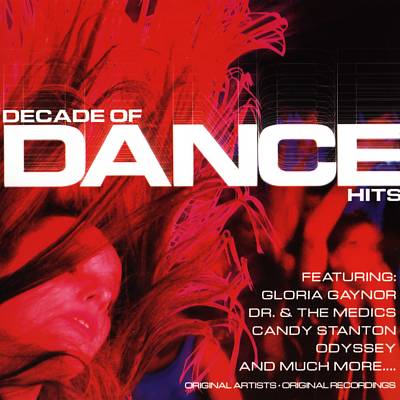 DECADE OF
DANCE
HITS
FEATURING:
GLORIA GAYNOR
DR. & THE MEDICS
CANDY STANTON
ODYSSEY
AND MUCH MORE....
ORIGINAL ARTISTS · ORIGINAL RECORDINGS